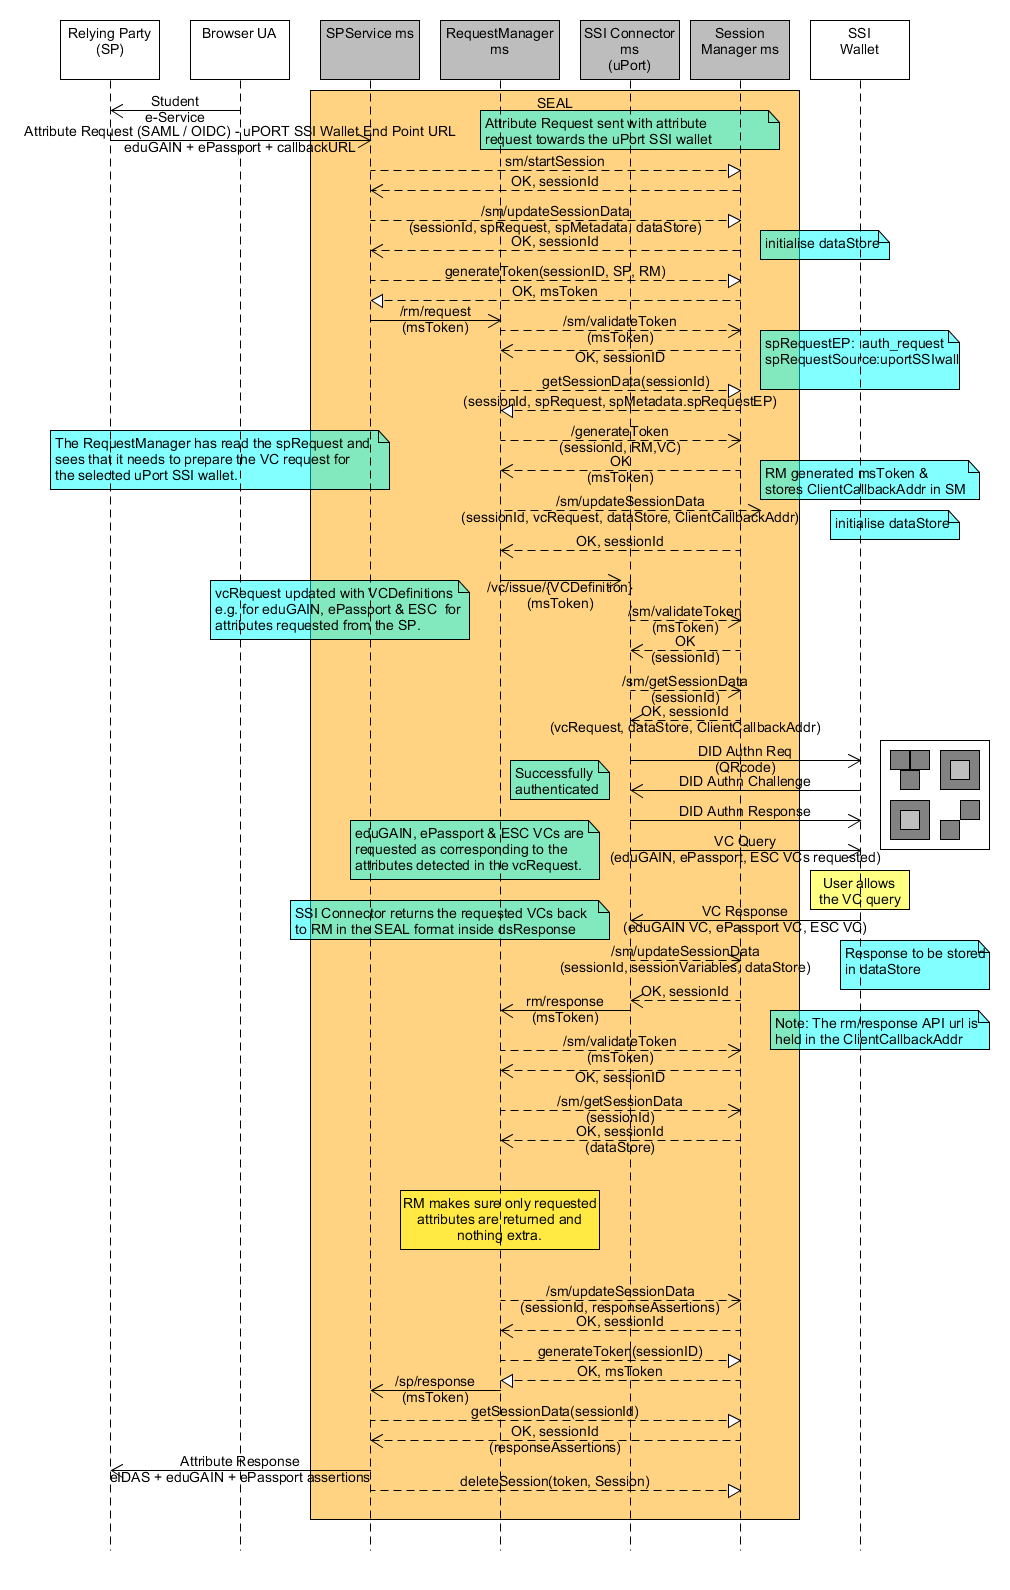 Relying Party
(SP)
Browser UA
SPService ms
RequestManager
ms
SSI Connector
ms
(uPort)
Session
Manager ms
SSI
Wallet
SEAL
Student
e-Service
Attribute Request sent with attribute
request towards the uPort SSI wallet
Attribute Request (SAML / OIDC) - uPORT SSI Wallet End Point URL
eduGAIN + ePassport + callbackURL
sm/startSession
OK, sessionId
/sm/updateSessionData
(sessionId, spRequest, spMetadata, dataStore)
OK, sessionId
initialise dataStore
generateToken(sessionID, SP, RM)
OK, msToken
/rm/request
(msToken)
/sm/validateToken
(msToken)
OK, sessionID
spRequestEP: auth_request
spRequestSource:uportSSIwall
getSessionData(sessionId)
(sessionId, spRequest, spMetadata.spRequestEP)
The RequestManager has read the spRequest and
sees that it needs to prepare the VC request for
the selected uPort SSI wallet.
/generateToken
(sessionId, RM,VC)
OK
(msToken)
RM generated msToken &
stores ClientCallbackAddr in SM
/sm/updateSessionData
(sessionId, vcRequest, dataStore, ClientCallbackAddr)
initialise dataStore
OK, sessionId
/vc/issue/{VCDefinition}
(msToken)
vcRequest updated with VCDefinitions
e.g. for eduGAIN, ePassport & ESC  for
attributes requested from the SP.
/sm/validateToken
(msToken)
OK
(sessionId)
/sm/getSessionData
(sessionId)
OK, sessionId
(vcRequest, dataStore, ClientCallbackAddr)
DID Authn Req
(QRcode)
Successfully
authenticated
DID Authn Challenge
DID Authn Response
eduGAIN, ePassport & ESC VCs are
requested as corresponding to the
attributes detected in the vcRequest.
VC Query
(eduGAIN, ePassport, ESC VCs requested)
User allows
the VC query
SSI Connector returns the requested VCs back
to RM in the SEAL format inside dsResponse
VC Response
(eduGAIN VC, ePassport VC, ESC VC)
/sm/updateSessionData
(sessionId, sessionVariables, dataStore)
Response to be stored
in dataStore
OK, sessionId
rm/response
(msToken)
Note: The rm/response API url is
held in the ClientCallbackAddr
/sm/validateToken
(msToken)
OK, sessionID
/sm/getSessionData
(sessionId)
OK, sessionId
(dataStore)
RM makes sure only requested
attributes are returned and
nothing extra.
/sm/updateSessionData
(sessionId, responseAssertions)
OK, sessionId
generateToken(sessionID)
OK, msToken
/sp/response
(msToken)
getSessionData(sessionId)
OK, sessionId
(responseAssertions)
Attribute Response
eIDAS + eduGAIN + ePassport assertions
deleteSession(token, Session)